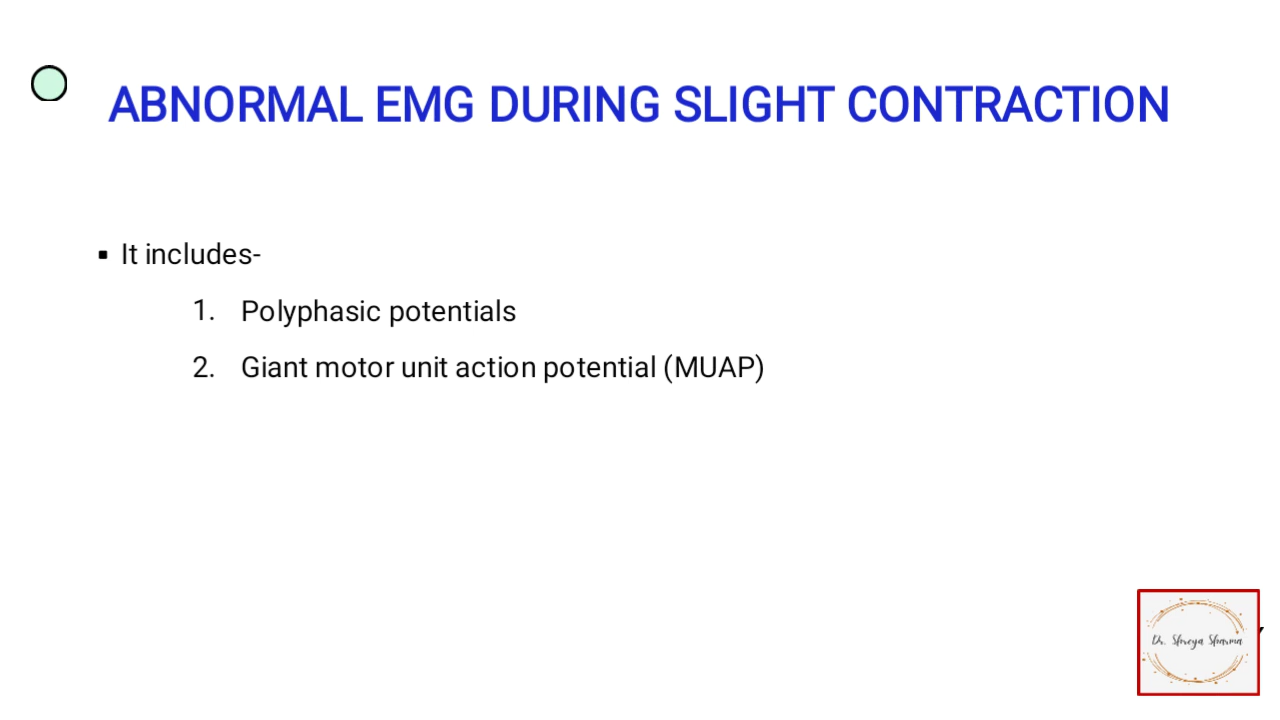 ABNORMAL EMG DURING SLIGHT CONTRACTION
▪ It includes-
1. Polyphasic potentials
2. Giant motor unit action potential (MUAP)
Dr. Shreya Sharma